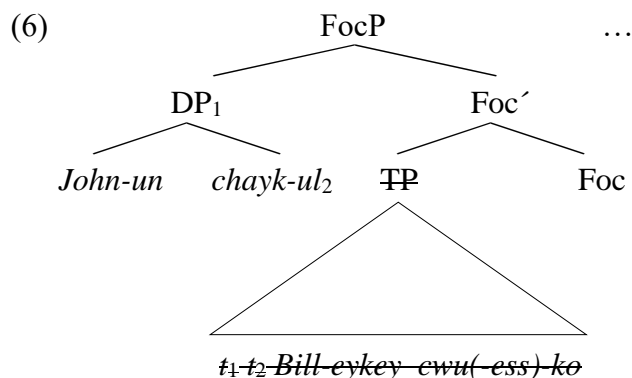 (6) FocP …
DP₁ Foc´
John-un chayk-ul₂ TP Foc
t₁ t₂ Bill-eykey cwu(-ess)-ko